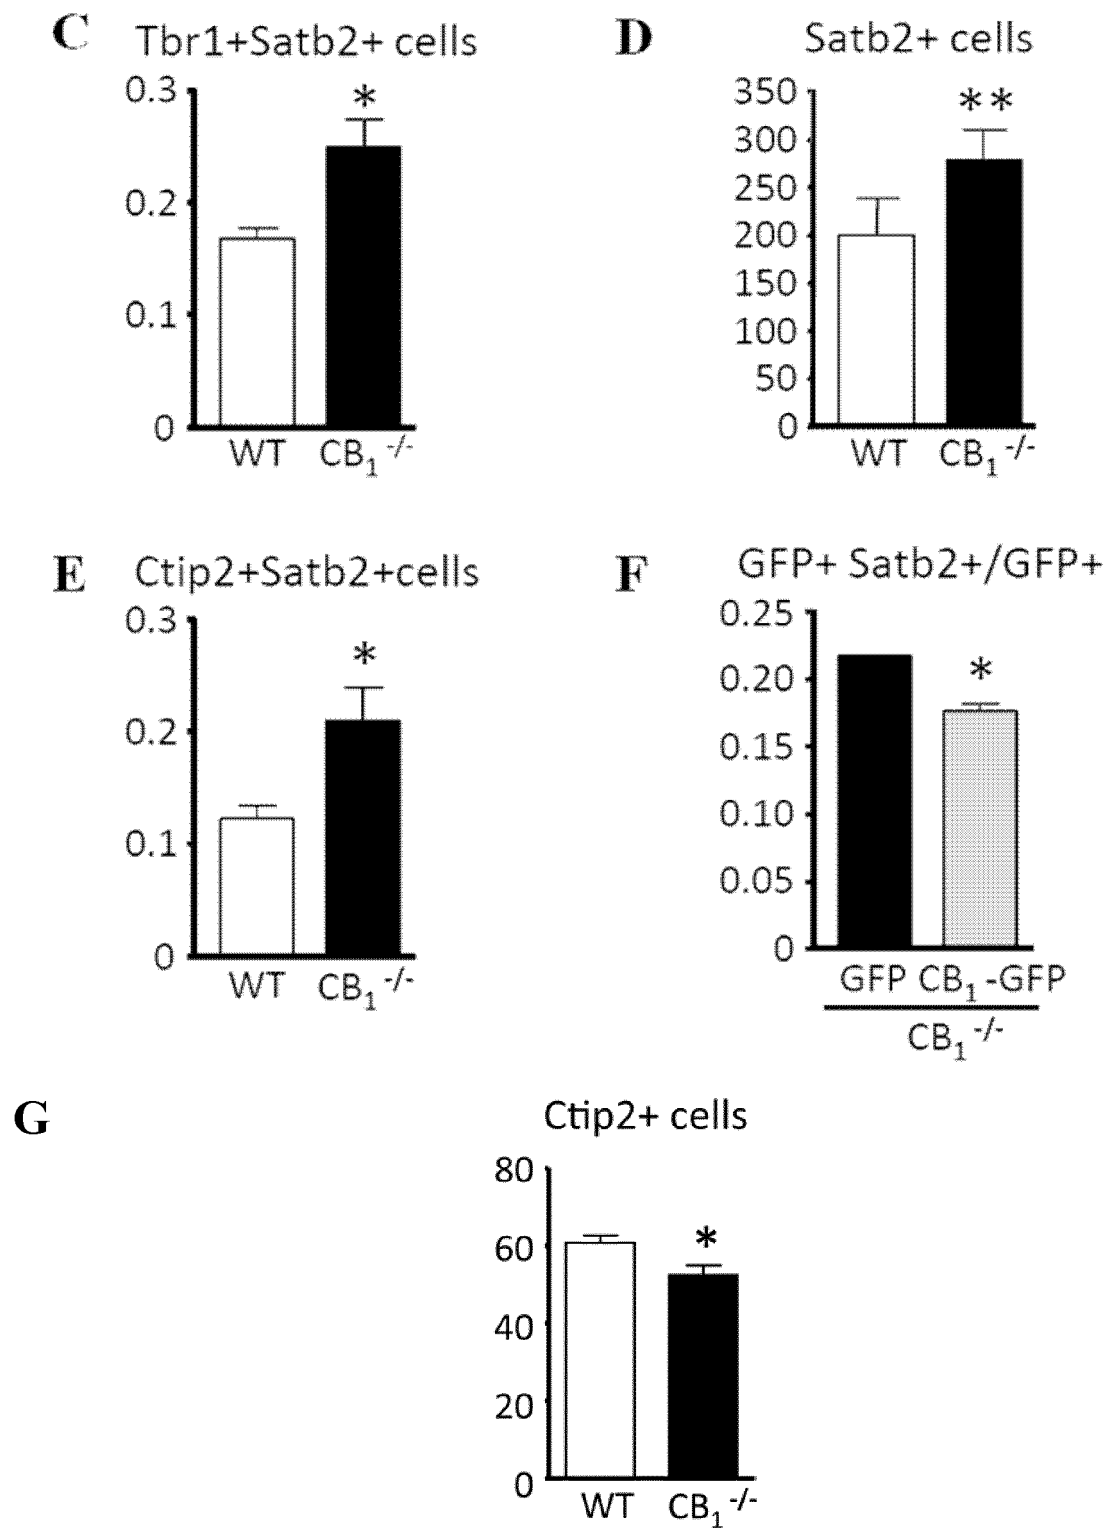 C Tbr1+Satb2+ cells
0.3
*
0.2
0.1
0
WT CB1 -/-
D Satb2+ cells
350
**
300
250
200
150
100
50
0
WT CB1 -/-
E Ctip2+Satb2+cells
0.3
*
0.2
0.1
0
WT CB1 -/-
F GFP+ Satb2+/GFP+
0.25
0.20
*
0.15
0.10
0.05
0
GFP CB1 -GFP
CB1 -/-
G Ctip2+ cells
80
60
*
40
20
0
WT CB1 -/-